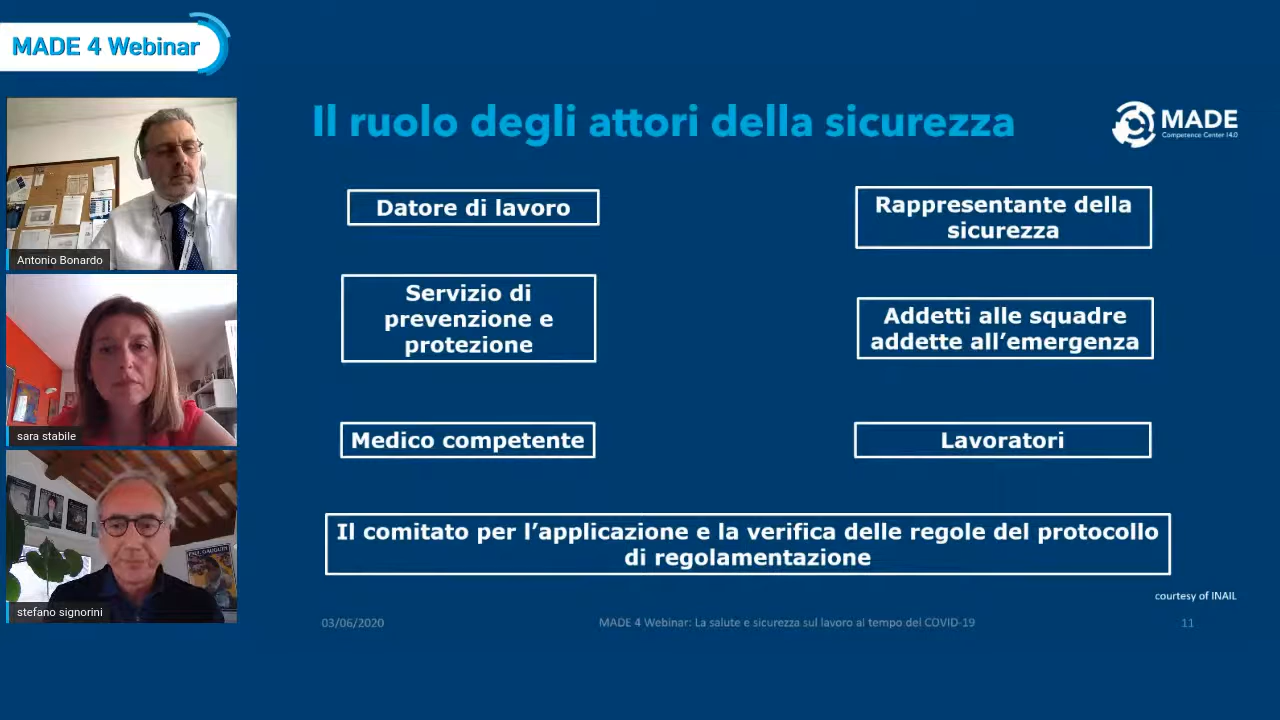 MADE 4 Webinar
Il ruolo degli attori della sicurezza
MADE
Competence Center I4.0
Datore di lavoro
Rappresentante della
sicurezza
Servizio di
prevenzione e
protezione
Addetti alle squadre
addette all’emergenza
Medico competente
Lavoratori
Il comitato per l’applicazione e la verifica delle regole del protocollo
di regolamentazione
courtesy of INAIL
03/06/2020
MADE 4 Webinar: La salute e sicurezza sul lavoro al tempo del COVID-19
11
Antonio Bonardo
sara stabile
stefano signorini
PAUL GAUGUIN